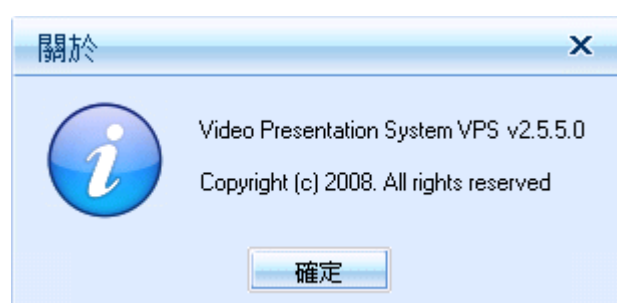 關於
Video Presentation System VPS v2.5.5.0
Copyright (c) 2008. All rights reserved
確定